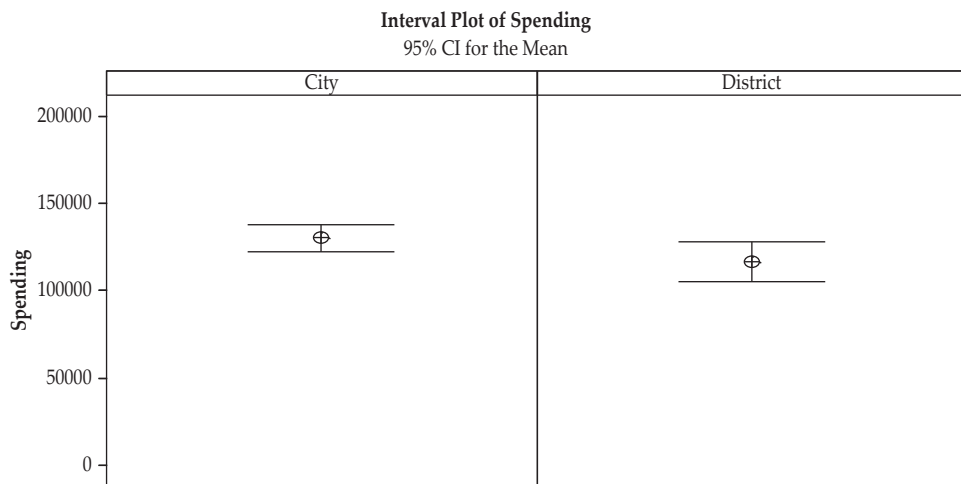 Interval Plot of Spending
95% CI for the Mean
City
District
200000
150000
100000
50000
0
Spending